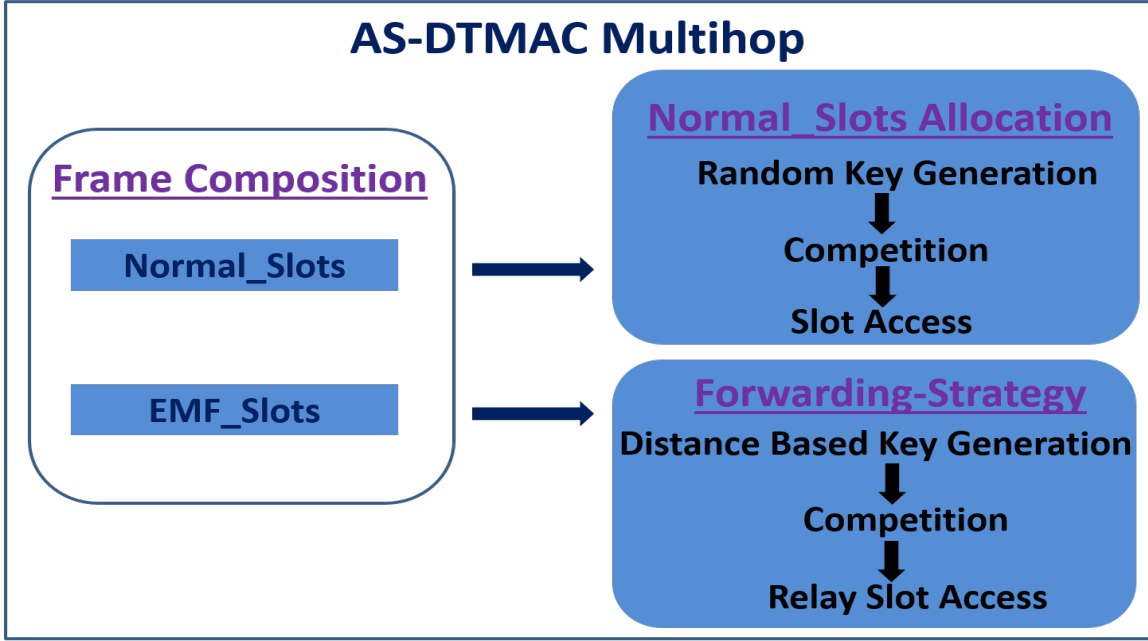 AS-DTMAC Multihop
Frame Composition
Normal_Slots
EMF_Slots
Normal_Slots Allocation
Random Key Generation
Competition
Slot Access
Forwarding-Strategy
Distance Based Key Generation
Competition
Relay Slot Access